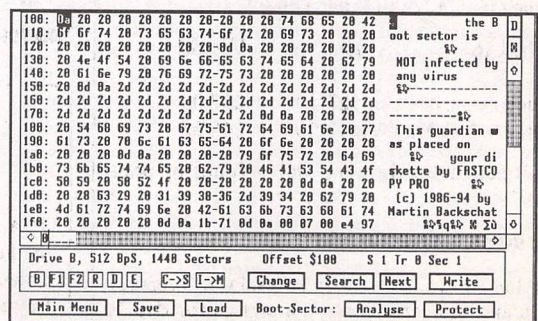 100: 0a 20 20 20 20 20 20-20 20 20 74 68 65 20 42 the B D
110: 6f 6f 74 20 73 65 63 74-6f 72 20 69 73 20 20 20 oot sector is
120: 20 20 20 20 20 20 20 20-0d 0a 20 20 20 20 20 20
130: 20 4e 4f 54 20 69 6e 66-65 63 74 65 64 20 62 79 NOT infected by
140: 20 61 6e 79 20 76 69 72-75 73 20 20 20 20 20 20 any virus
150: 20 0d 0a 2d 2d 2d 2d 2d-2d 2d 2d 2d 2d 2d 2d 2d -------------
160: 2d 2d 2d 2d 2d 2d 2d 2d-2d 2d 2d 2d 2d 2d 2d 2d ----------------
170: 2d 2d 2d 2d 2d 2d 2d 2d-2d 2d 0d 0a 20 20 20 20 ----------
180: 20 54 68 69 73 20 67 75-61 72 64 69 61 6e 20 77 This guardian w
190: 61 73 20 70 6c 61 63 65-64 20 6f 6e 20 20 20 20 as placed on
1a0: 20 20 20 0d 0a 20 20 20-20 79 6f 75 72 20 64 69 your di
1b0: 73 6b 65 74 74 65 20 62-79 20 46 41 53 54 43 4f skette by FASTCO
1c0: 50 59 20 50 52 4f 20 20-20 20 20 20 0d 0a 20 20 PY PRO
1d0: 20 28 63 29 20 31 39 38-36 2d 39 34 20 62 79 20 (c) 1986-94 by
1e0: 4d 61 72 74 69 6e 20 42-61 63 6b 73 63 68 61 74 Martin Backschat
1f0: 20 20 20 20 20 0d 0a 1b-71 0d 0a 00 07 00 e4 97
0
Drive B, 512 BpS, 1440 Sectors Offset $100 S 1 Tr 0 Sec 1
B F1 F2 R D E C->S I->M Change Search Next Write
Main Menu Save Load Boot-Sector: Analyse Protect